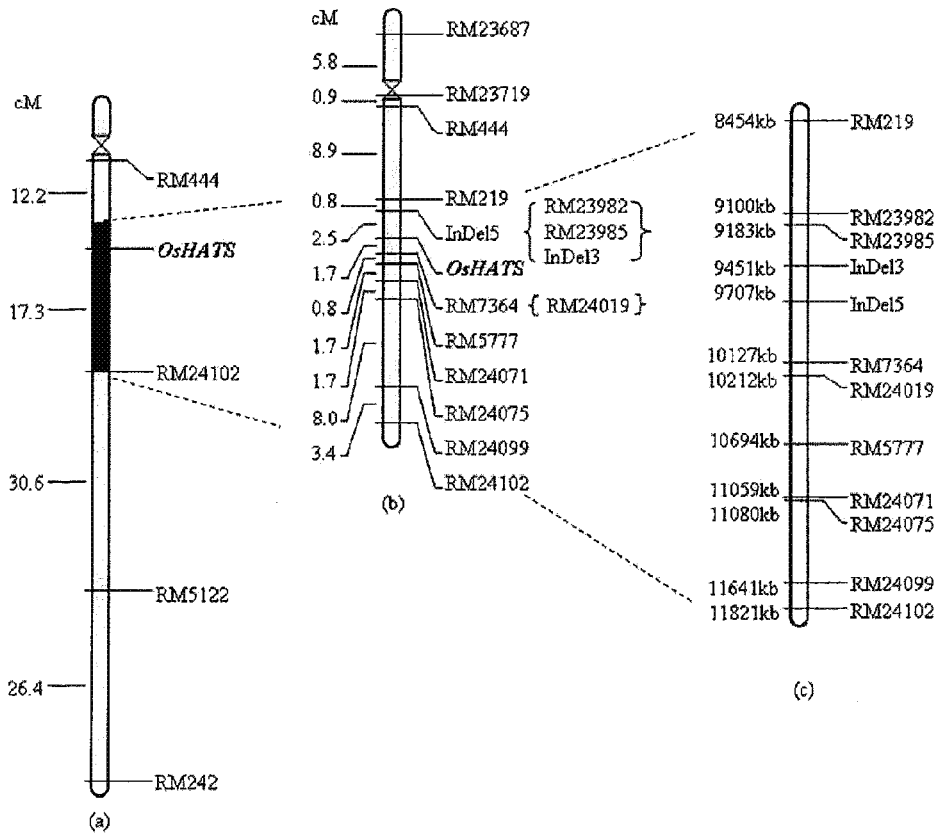 cM
RM444
12.2
OsHATS
17.3
RM24102
30.6
RM5122
26.4
RM242
(a)
cM
RM23687
5.8
RM23719
0.9
RM444
8.9
RM219
0.8
InDel5
{ RM23982
RM23985
InDel3 }
2.5
OsHATS
1.7
RM7364 { RM24019 }
0.8
RM5777
1.7
RM24071
1.7
RM24075
8.0
RM24099
3.4
RM24102
(b)
8454kb RM219
9100kb RM23982
9183kb RM23985
9451kb InDel3
9707kb InDel5
10127kb RM7364
10212kb RM24019
10694kb RM5777
11059kb RM24071
11080kb RM24075
11641kb RM24099
11821kb RM24102
(c)